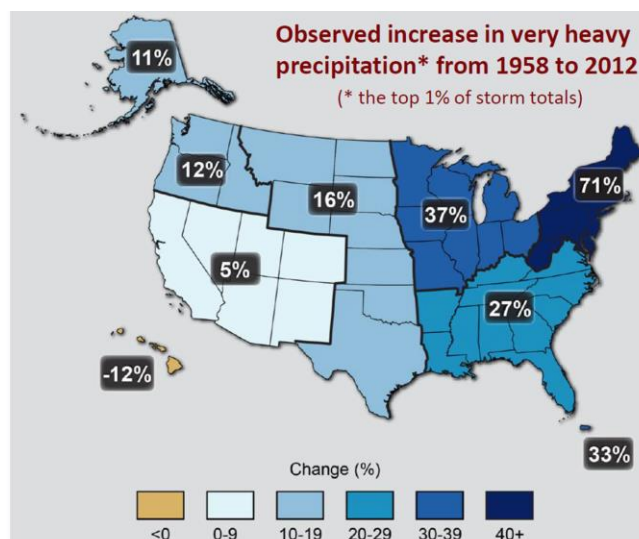 Observed increase in very heavy
precipitation* from 1958 to 2012
(* the top 1% of storm totals)
11%
12%
16%
37%
71%
5%
27%
-12%
33%
Change (%)
<0 0-9 10-19 20-29 30-39 40+